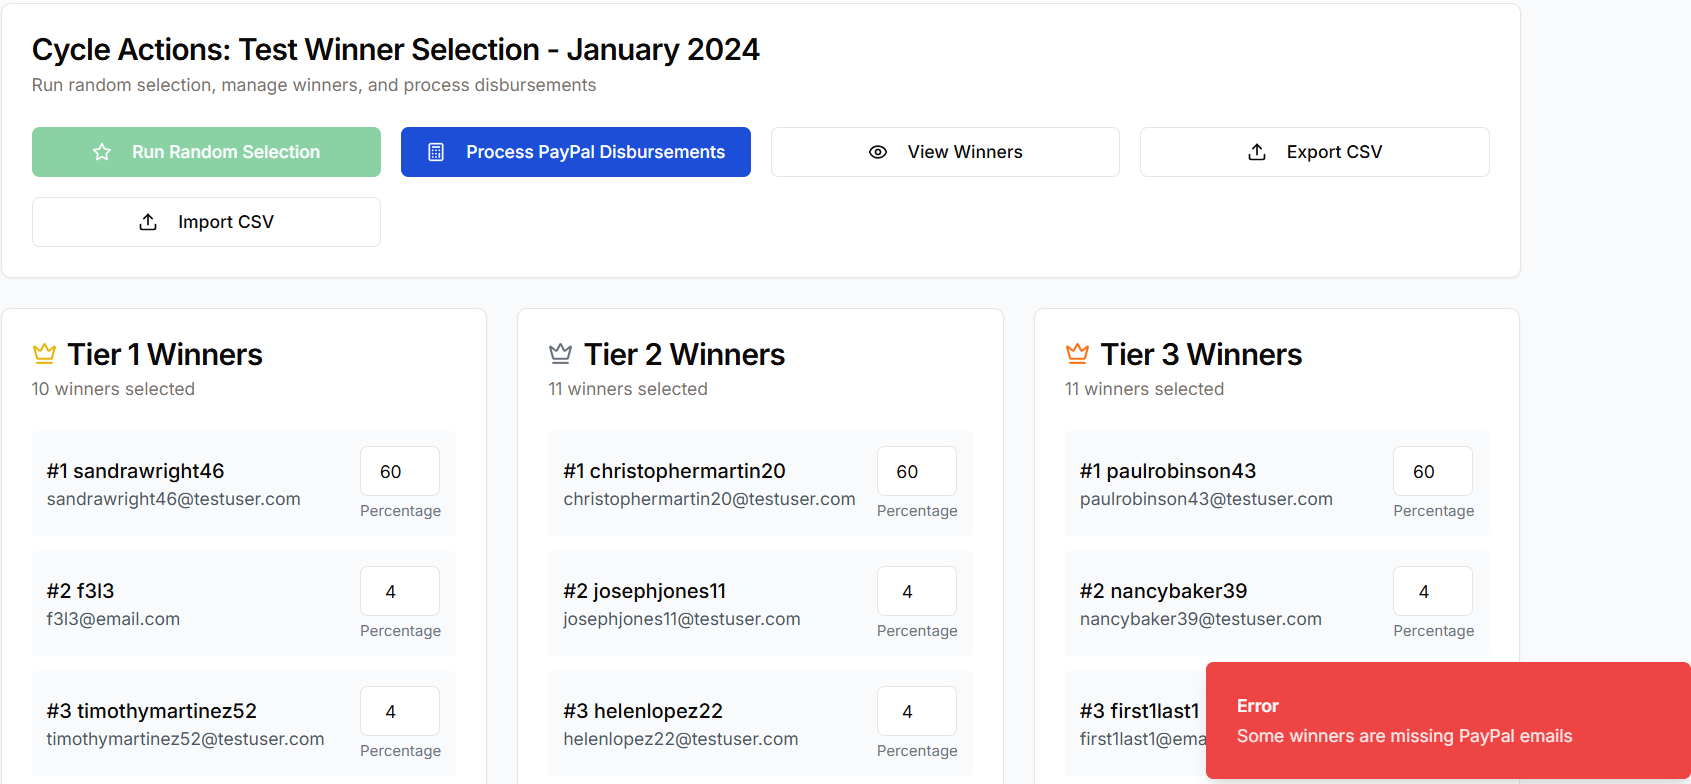 Cycle Actions: Test Winner Selection - January 2024
Run random selection, manage winners, and process disbursements
Run Random Selection
Process PayPal Disbursements
View Winners
Export CSV
Import CSV
Tier 1 Winners
10 winners selected
#1 sandrawright46
sandrawright46@testuser.com
60
Percentage
#2 f3l3
f3l3@email.com
4
Percentage
#3 timothymartinez52
timothymartinez52@testuser.com
4
Percentage
Tier 2 Winners
11 winners selected
#1 christophermartin20
christophermartin20@testuser.com
60
Percentage
#2 josephjones11
josephjones11@testuser.com
4
Percentage
#3 helenlopez22
helenlopez22@testuser.com
4
Percentage
Tier 3 Winners
11 winners selected
#1 paulrobinson43
paulrobinson43@testuser.com
60
Percentage
#2 nancybaker39
nancybaker39@testuser.com
4
Percentage
#3 first1last1
first1last1@ema
Error
Some winners are missing PayPal emails